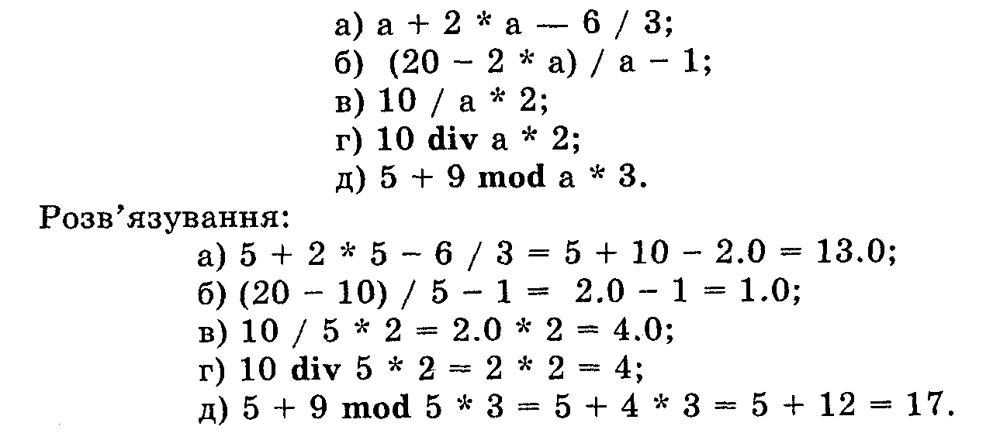 а) a + 2 * a — 6 / 3;
б) (20 – 2 * a) / a – 1;
в) 10 / a * 2;
г) 10 div a * 2;
д) 5 + 9 mod a * 3.
Розв’язування:
а) 5 + 2 * 5 – 6 / 3 = 5 + 10 – 2.0 = 13.0;
б) (20 – 10) / 5 – 1 = 2.0 – 1 = 1.0;
в) 10 / 5 * 2 = 2.0 * 2 = 4.0;
г) 10 div 5 * 2 = 2 * 2 = 4;
д) 5 + 9 mod 5 * 3 = 5 + 4 * 3 = 5 + 12 = 17.